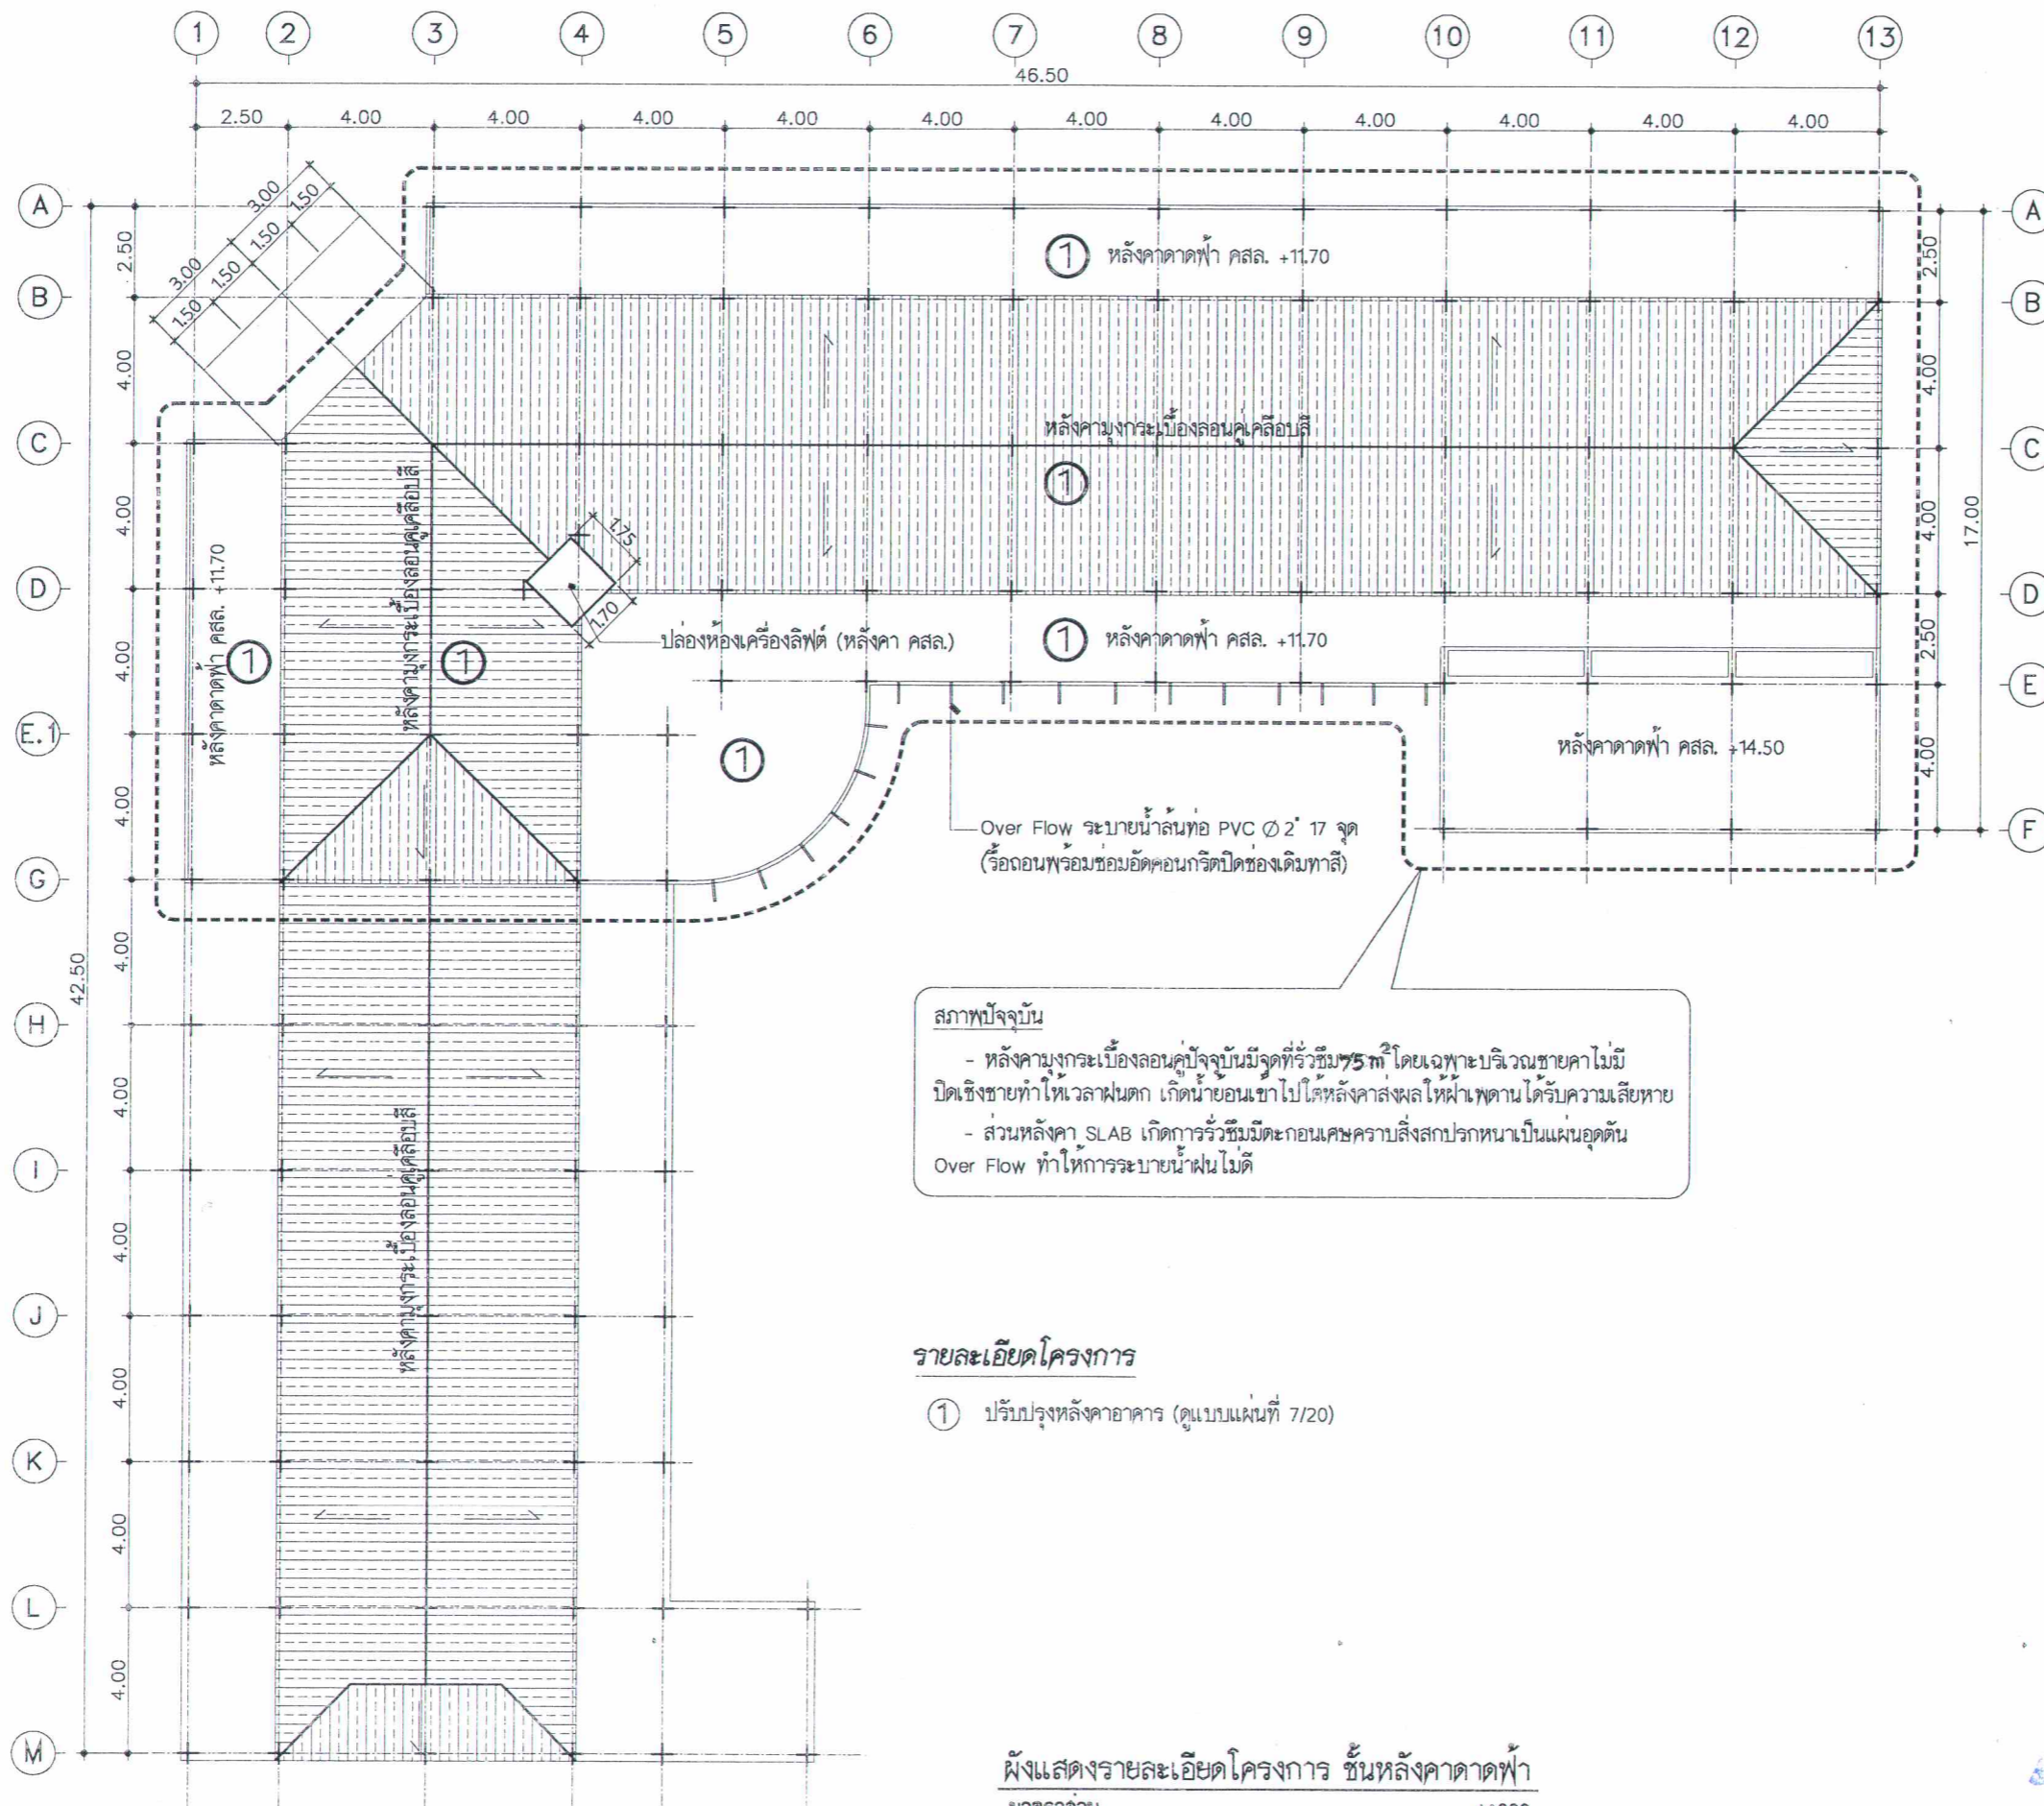 1 2 3 4 5 6 7 8 9 10 11 12 13
46.50
2.50 4.00 4.00 4.00 4.00 4.00 4.00 4.00 4.00 4.00 4.00 4.00
3.00 1.50
3.00 1.50
1.50
1.50
A A
2.50 2.50
B B
① หลังคาดาดฟ้า คสล. +11.70
4.00 4.00
หลังคามุงกระเบื้องลอนคู่เคลือบสี
①
C C
4.00 4.00
17.00
1.75
1.70
D D
หลังคาดาดฟ้า คสล. +11.70
①
หลังคามุงกระเบื้องลอนคู่เคลือบสี
①
ปล่องห้องเครื่องลิฟต์ (หลังคา คสล.)
① หลังคาดาดฟ้า คสล. +11.70
4.00 2.50
E
E.1
①
หลังคาดาดฟ้า คสล. +14.50
4.00 4.00
F
Over Flow ระบายน้ำล้นท่อ PVC Ø 2" 17 จุด
(รื้อถอนพร้อมซ่อมอัดคอนกรีตปิดช่องเดิมทาสี)
G
4.00
42.50
สภาพปัจจุบัน
- หลังคามุงกระเบื้องลอนคู่ปัจจุบันมีจุดที่รั่วซึม 75 m² โดยเฉพาะบริเวณชายคาไม่มี
ปิดเชิงชายทำให้เวลาฝนตก เกิดน้ำย้อนเข้าไปใต้หลังคาส่งผลให้ฝ้าเพดานได้รับความเสียหาย
- ส่วนหลังคา SLAB เกิดการรั่วซึมมีตะกอนเศษคราบสิ่งสกปรกหนาเป็นแผ่นอุดตัน
Over Flow ทำให้การระบายน้ำฝนไม่ดี
H
4.00
I
หลังคามุงกระเบื้องลอนคู่เคลือบสี
4.00
J
4.00
รายละเอียดโครงการ
① ปรับปรุงหลังคาอาคาร (ดูแบบแผ่นที่ 7/20)
K
4.00
L
4.00
M
ผังแสดงรายละเอียดโครงการ ชั้นหลังคาดาดฟ้า